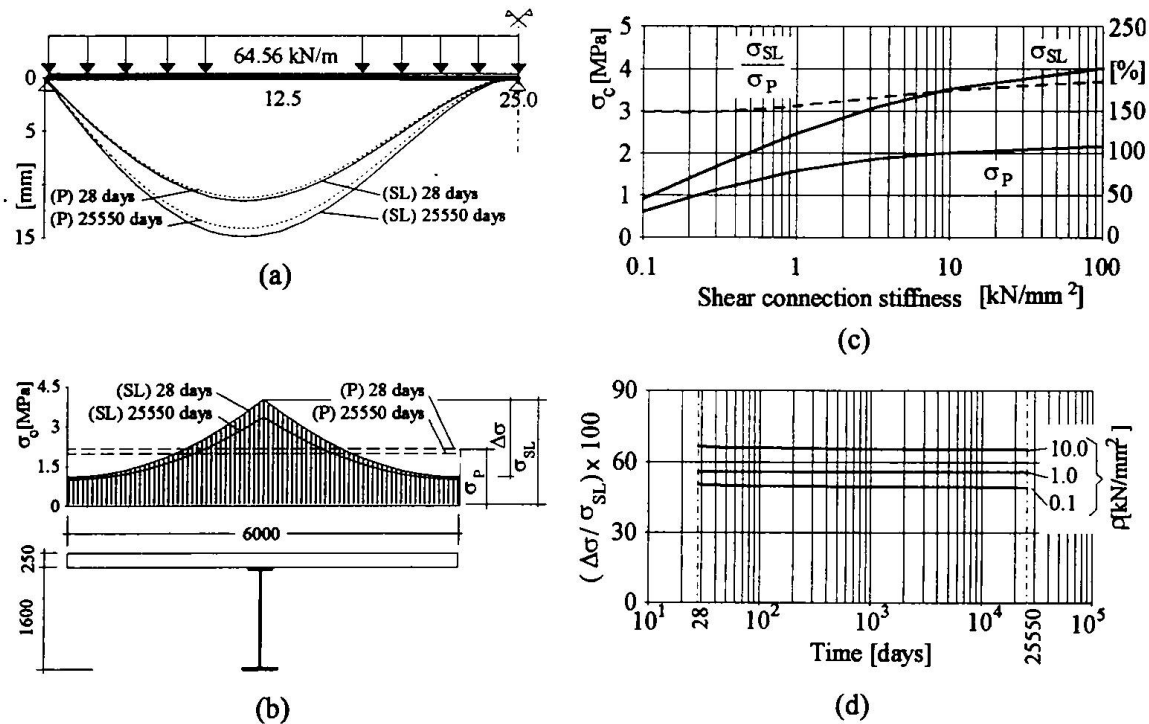 64.56 kN/m
0
12.5
25.0
5
10
15
[mm]
(P) 28 days
(P) 25550 days
(SL) 28 days
(SL) 25550 days
(a)
σc [MPa]
5
4
3
2
1
0
σSL
σP
σSL
σP
250
[%]
150
100
50
0
0.1
1
10
100
Shear connection stiffness [kN/mm²]
(c)
σc [MPa]
4.5
3
1.5
0
(SL) 28 days
(SL) 25550 days
(P) 28 days
(P) 25550 days
Δσ
σSL
σP
6000
250
1600
(b)
(Δσ/σSL) x 100
90
60
30
0
10.0
1.0
0.1
ρ[kN/mm²]
10¹
28
10²
10³
10⁴
25550
10⁵
Time [days]
(d)